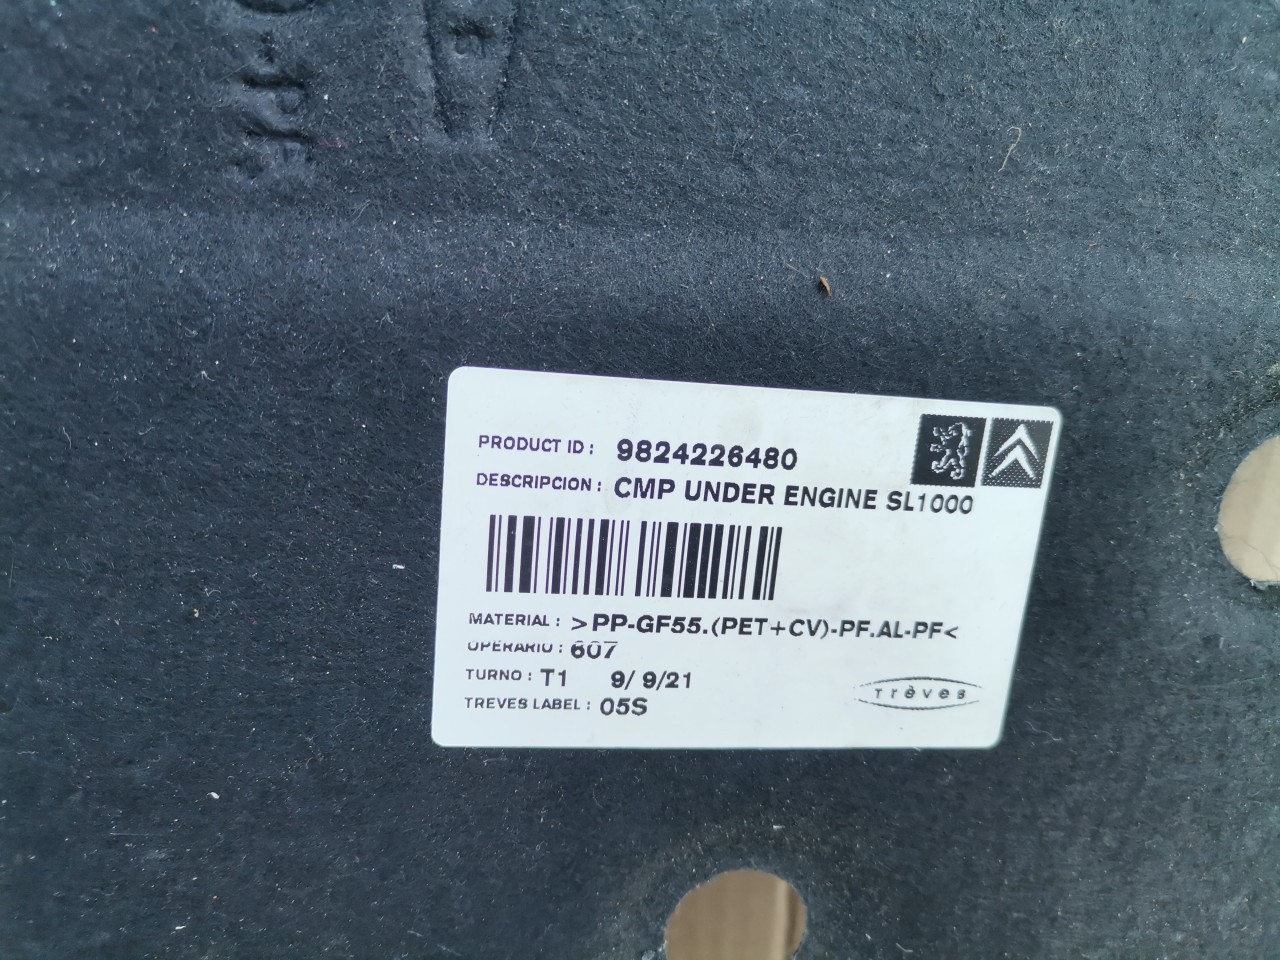 PRODUCT ID: 9824226480
DESCRIPCION: CMP UNDER ENGINE SL1000
MATERIAL: >PP-GF55.(PET+CV)-PF.AL-PF<
OPERARIO: 607
TURNO: T1 9/ 9/21
TREVES LABEL: 05S
Trèves